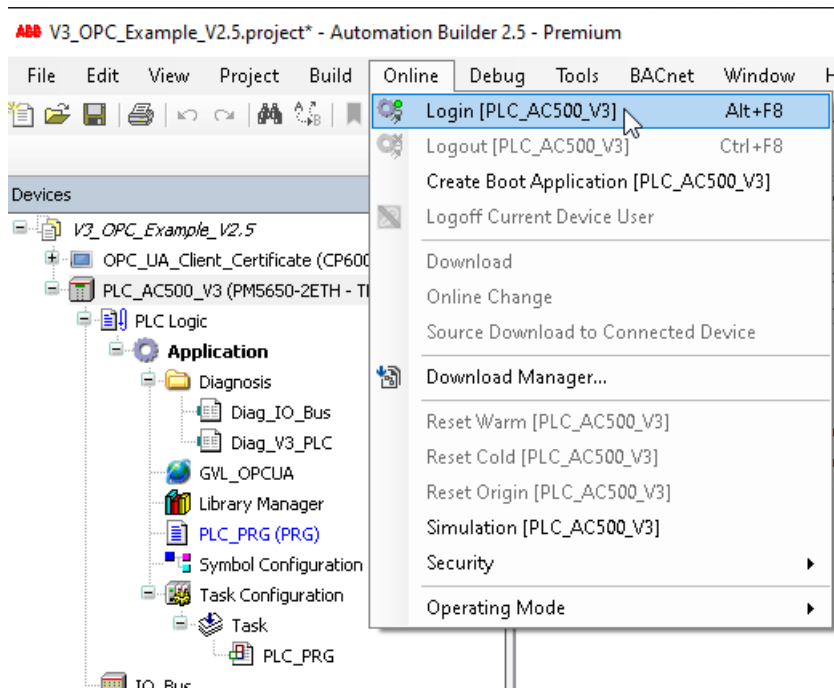 ABB V3_OPC_Example_V2.5.project* - Automation Builder 2.5 - Premium
File Edit View Project Build Online Debug Tools BACnet Window
Login [PLC_AC500_V3] Alt+F8
Logout [PLC_AC500_V3] Ctrl+F8
Create Boot Application [PLC_AC500_V3]
Logoff Current Device User
Download
Online Change
Source Download to Connected Device
Download Manager...
Reset Warm [PLC_AC500_V3]
Reset Cold [PLC_AC500_V3]
Reset Origin [PLC_AC500_V3]
Simulation [PLC_AC500_V3]
Security
Operating Mode
Devices
V3_OPC_Example_V2.5
OPC_UA_Client_Certificate (CP600
PLC_AC500_V3 (PM5650-2ETH - T
PLC Logic
Application
Diagnosis
Diag_IO_Bus
Diag_V3_PLC
GVL_OPCUA
Library Manager
PLC_PRG (PRG)
Symbol Configuration
Task Configuration
Task
PLC_PRG
IO_Bus